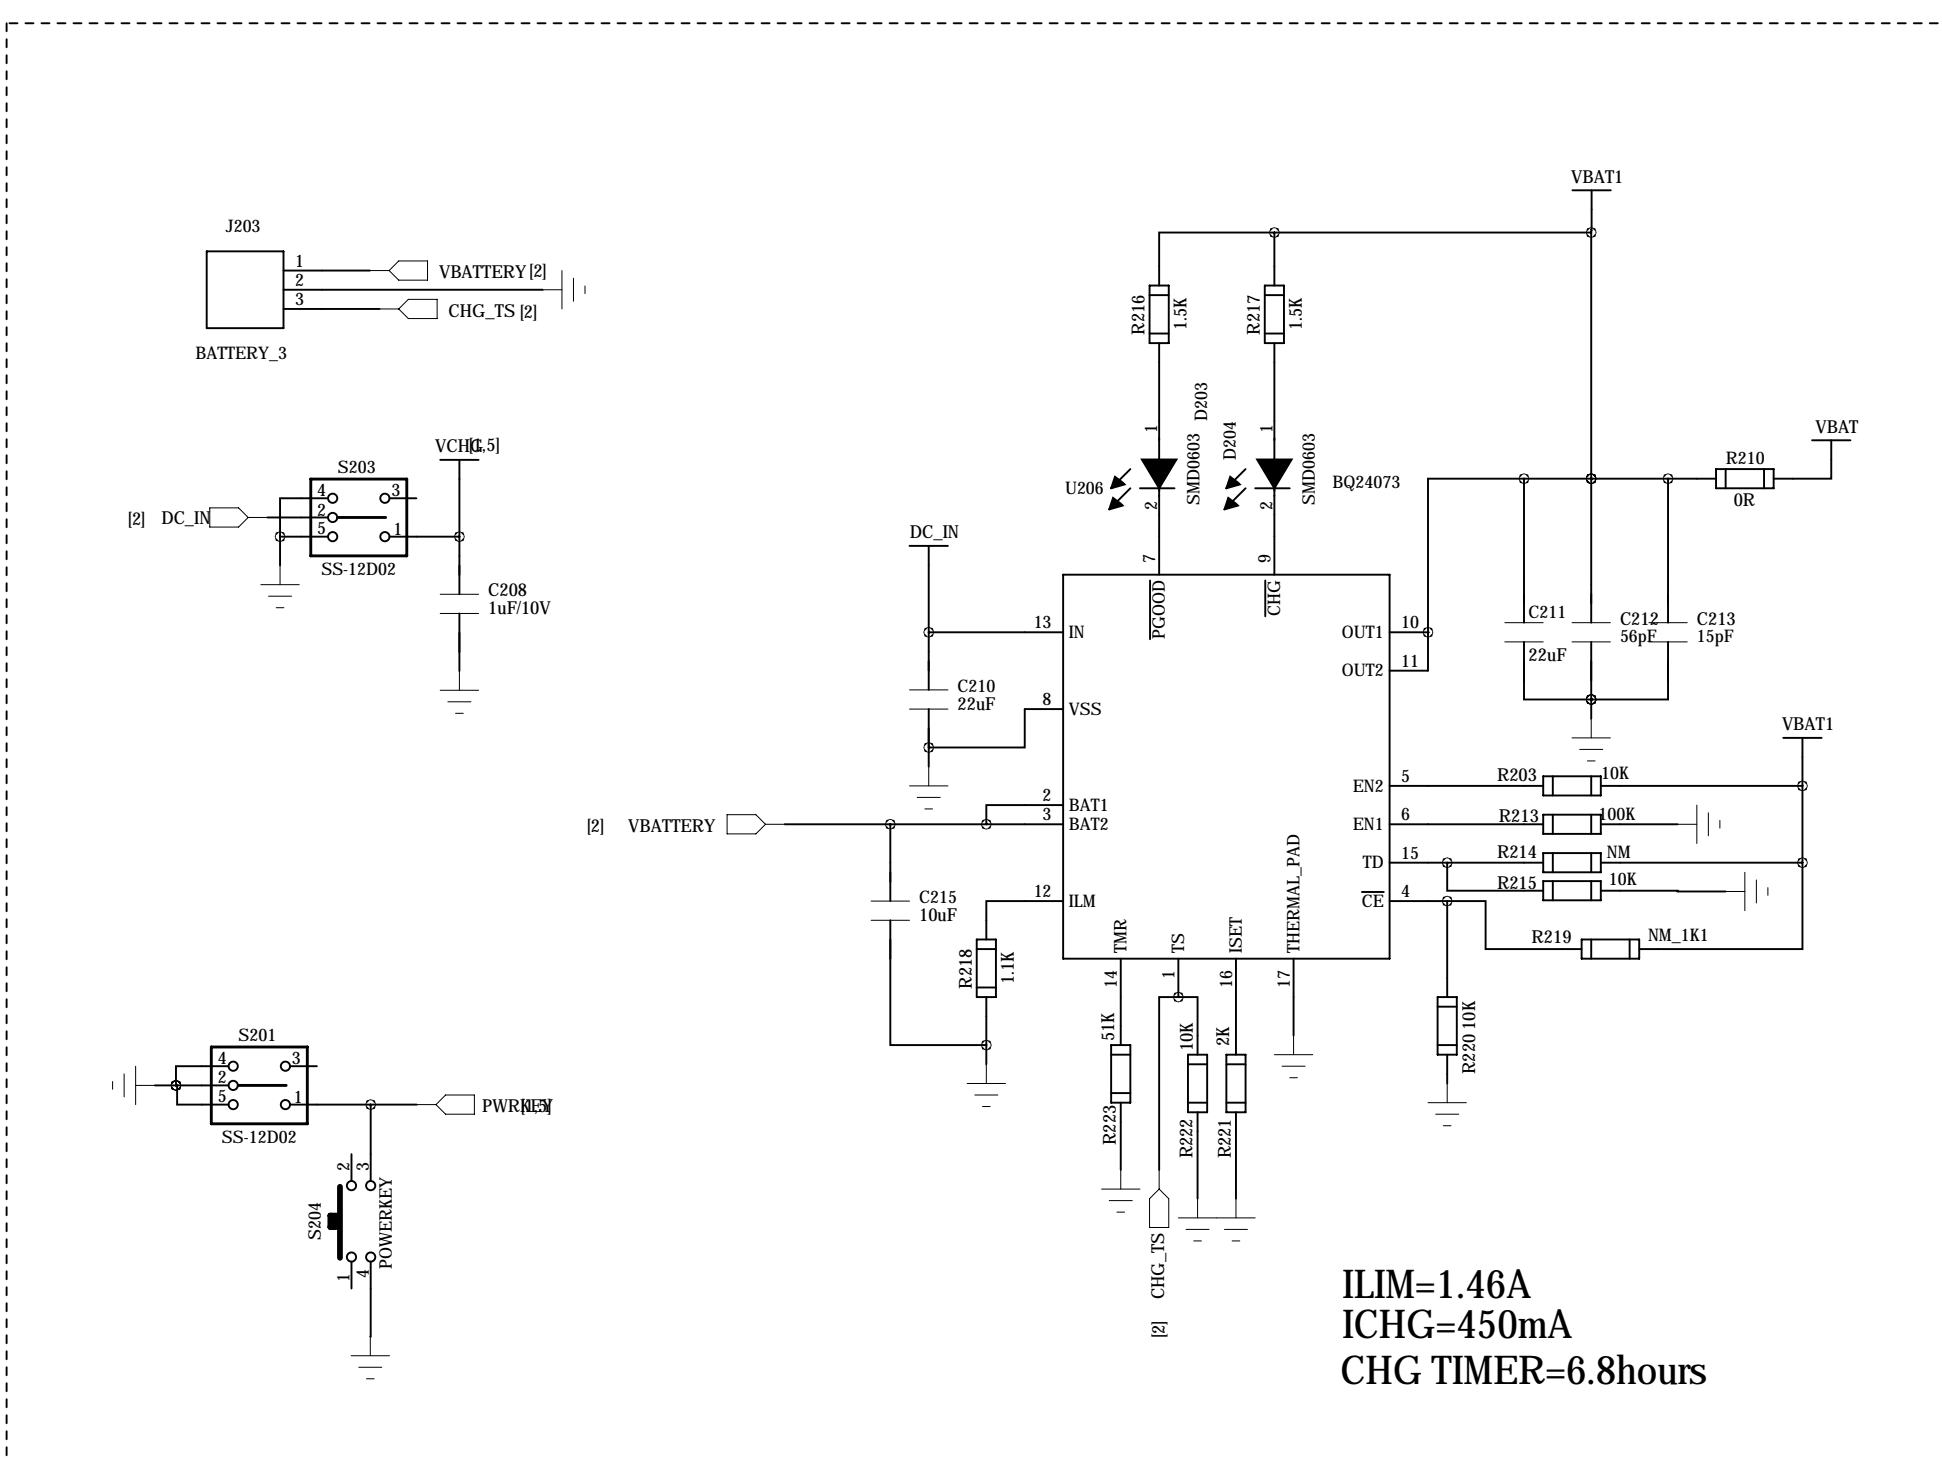 VBAT1
J203
1
2
3
VBATTERY [2]
CHG_TS [2]
BATTERY_3
R216
1.5K
R217
1.5K
D203
SMD0603
D204
SMD0603
U206
1
2
1
2
BQ24073
VBAT
R210
0R
VCHG
S203
4
3
2
5
1
[2] DC_IN
SS-12D02
C208
1uF/10V
DC_IN
7
9
PGOOD
CHG
13
IN
OUT1
10
OUT2
11
C211
22uF
C212
56pF
C213
15pF
C210
22uF
8
VSS
VBAT1
2
BAT1
3
BAT2
[2] VBATTERY
EN2
5
R203
10K
EN1
6
R213
100K
TD
15
R214
NM
R215
10K
CE
4
R219
NM_1K1
C215
10uF
12
ILM
R218
1.1K
TMR
TS
ISET
THERMAL_PAD
14
1
16
17
51K
10K
2K
R223
R222
R221
R220 10K
S201
4
3
2
5
1
SS-12D02
PWRKEY
2
3
S204
POWERKEY
1
4
[2] CHG_TS
ILIM=1.46A
ICHG=450mA
CHG TIMER=6.8hours